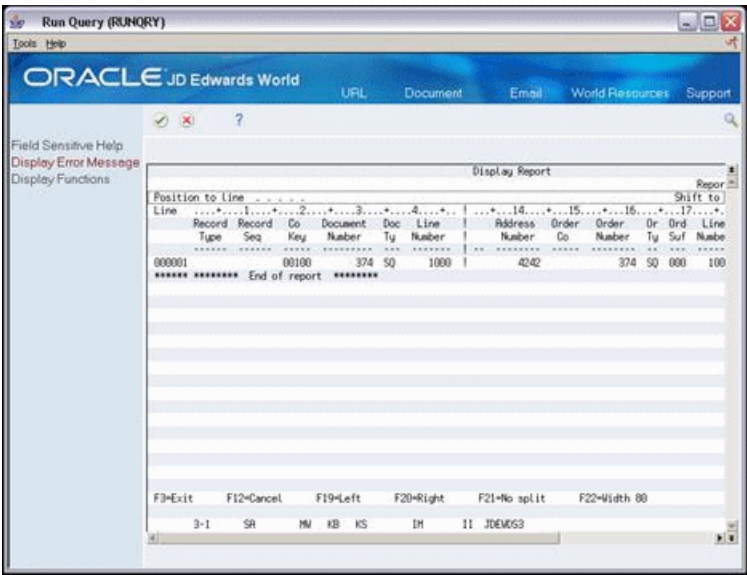 Run Query (RUNQRY)
Tools Help
ORACLE JD Edwards World
URL Document Email World Resources Support
?
Field Sensitive Help
Display Error Message
Display Functions
Display Report
Repor
Position to line . . . . .
Shift to
Line ....+....1....+....2....+....3....+....4....+.. ! ...+...14....+...15....+...16....+...17....+.
Record Record Co Document Doc Line ! Address Order Order Or Ord Line
Type Seq Key Number Ty Number ! Number Co Number Ty Suf Numbe
000001 00100 374 SQ 1000 ! 4242 374 SQ 000 100
****** ******** End of report ********
F3=Exit F12=Cancel F19=Left F20=Right F21=No split F22=Width 80
3-1 SA MW KB KS IM II JDEWDS3